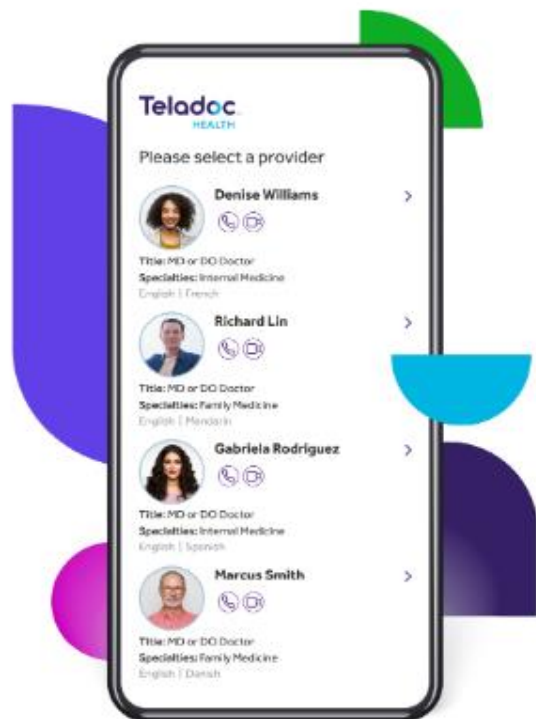 Teladoc
HEALTH
Please select a provider
Denise Williams
Title: MD or DO Doctor
Specialties: Internal Medicine
English | French
Richard Lin
Title: MD or DO Doctor
Specialties: Family Medicine
English | Mandarin
Gabriela Rodriguez
Title: MD or DO Doctor
Specialties: Internal Medicine
English | Spanish
Marcus Smith
Title: MD or DO Doctor
Specialties: Family Medicine
English | Danish